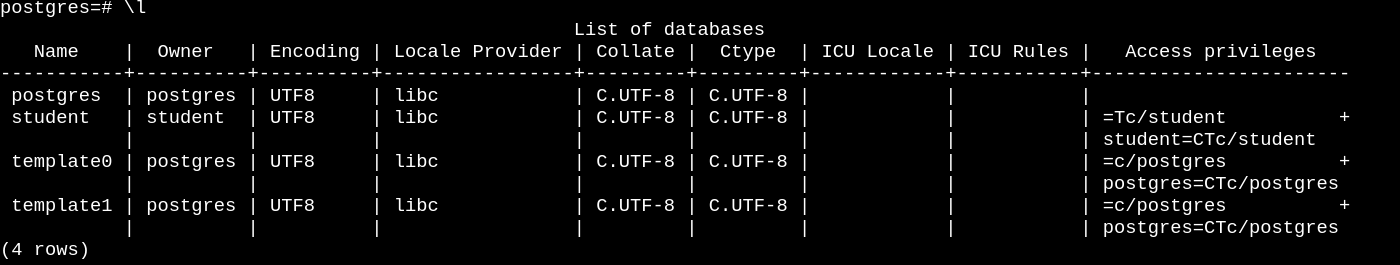 postgres=# \l
                                                   List of databases
   Name    |  Owner   | Encoding | Locale Provider | Collate |  Ctype  | ICU Locale | ICU Rules |   Access privileges
-----------+----------+----------+-----------------+---------+---------+------------+-----------+-----------------------
 postgres  | postgres | UTF8     | libc            | C.UTF-8 | C.UTF-8 |            |           |
 student   | student  | UTF8     | libc            | C.UTF-8 | C.UTF-8 |            |           | =Tc/student          +
           |          |          |                 |         |         |            |           | student=CTc/student
 template0 | postgres | UTF8     | libc            | C.UTF-8 | C.UTF-8 |            |           | =c/postgres          +
           |          |          |                 |         |         |            |           | postgres=CTc/postgres
 template1 | postgres | UTF8     | libc            | C.UTF-8 | C.UTF-8 |            |           | =c/postgres          +
           |          |          |                 |         |         |            |           | postgres=CTc/postgres
(4 rows)